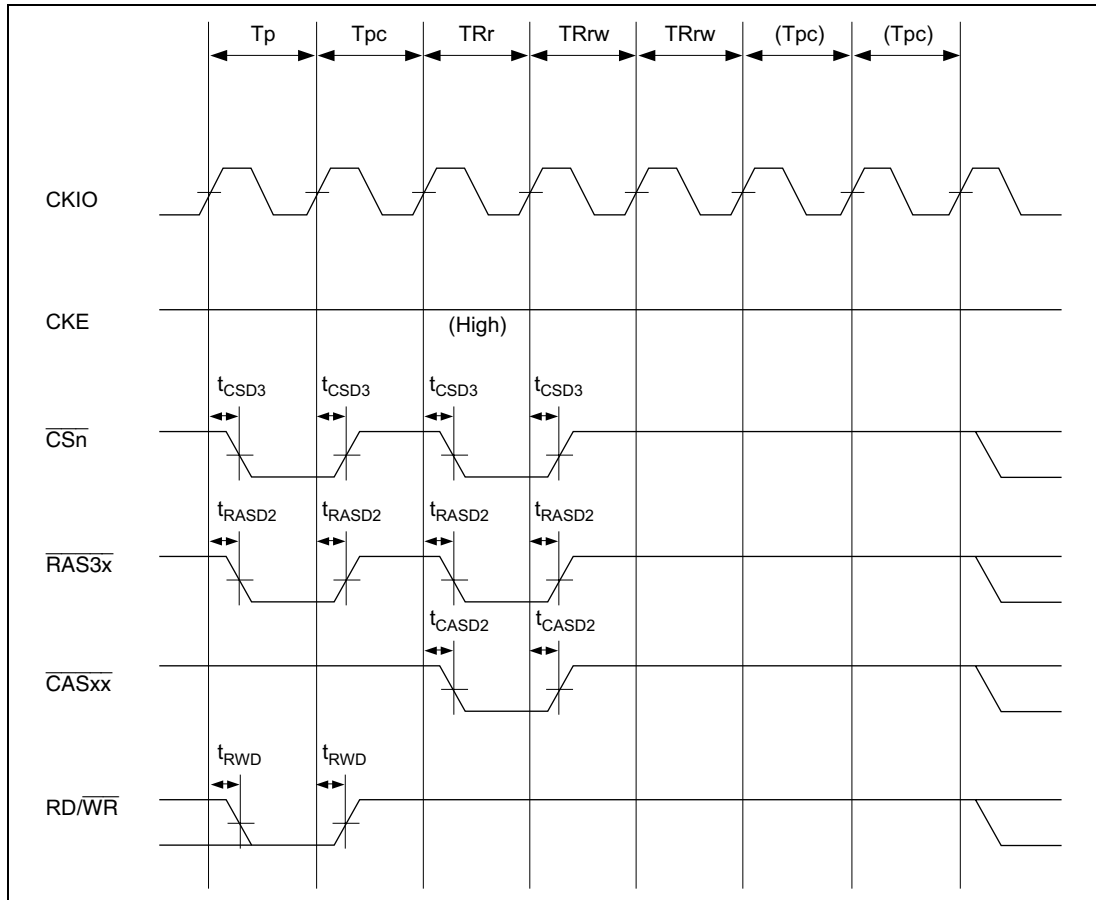 Tp Tpc TRr TRrw TRrw (Tpc) (Tpc)
CKIO
CKE
(High)
tCSD3 tCSD3 tCSD3 tCSD3
CSn
tRASD2 tRASD2 tRASD2 tRASD2
RAS3x
tCASD2 tCASD2
CASxx
tRWD tRWD
RD/WR